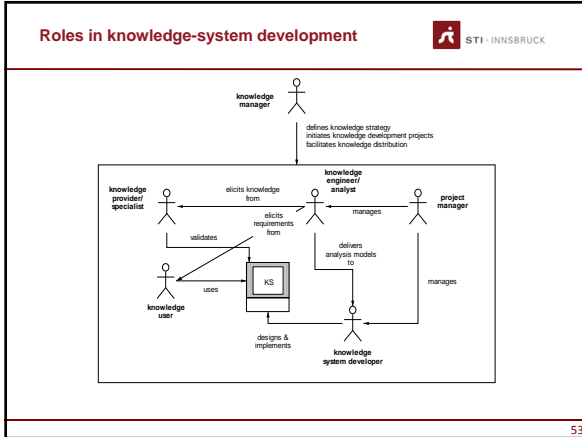 Roles in knowledge-system development
STI · INNSBRUCK
knowledge
manager
defines knowledge strategy
initiates knowledge development projects
facilitates knowledge distribution
knowledge
engineer/
analyst
knowledge
provider/
specialist
elicits knowledge
from
project
manager
manages
elicits
requirements
from
validates
delivers
analysis models
to
KS
manages
uses
knowledge
user
designs &
implements
knowledge
system developer
53